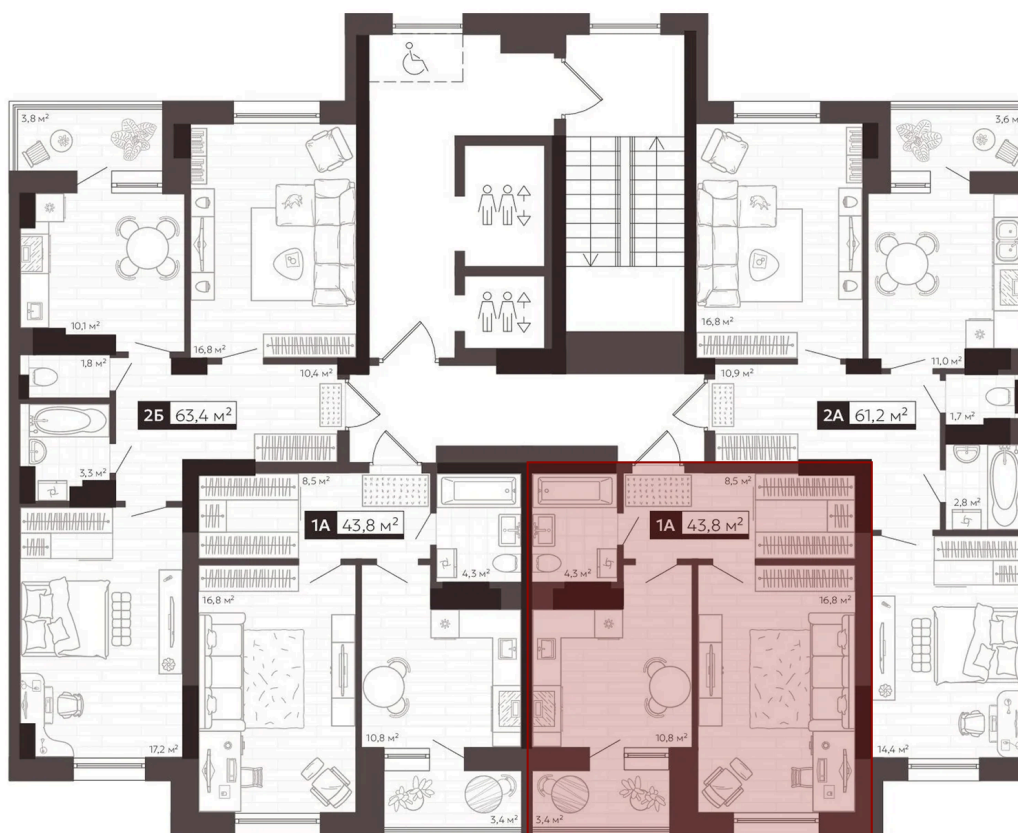 3,8 м²
3,6 м
10,1 м²
16,8 м²
16,8 м²
11,0 м²
1,8 м²
10,4 м²
10,9 м²
2Б 63,4 м²
2А 61,2 м²
1,7 м²
3,3 м²
8,5 м²
8,5 м²
2,8 м²
1А 43,8 м²
1А 43,8 м²
4,3 м²
4,3 м²
16,8 м²
16,8 м²
10,8 м²
10,8 м²
17,2 м²
14,4 м²
3,4 м²
3,4 м²